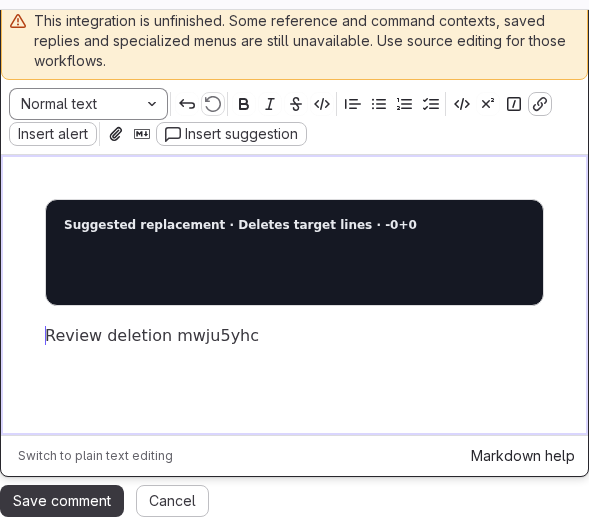 This integration is unfinished. Some reference and command contexts, saved
replies and specialized menus are still unavailable. Use source editing for those
workflows.
Normal text
Insert alert
Insert suggestion
Suggested replacement · Deletes target lines · -0+0
Review deletion mwju5yhc
Switch to plain text editing
Markdown help
Save comment
Cancel